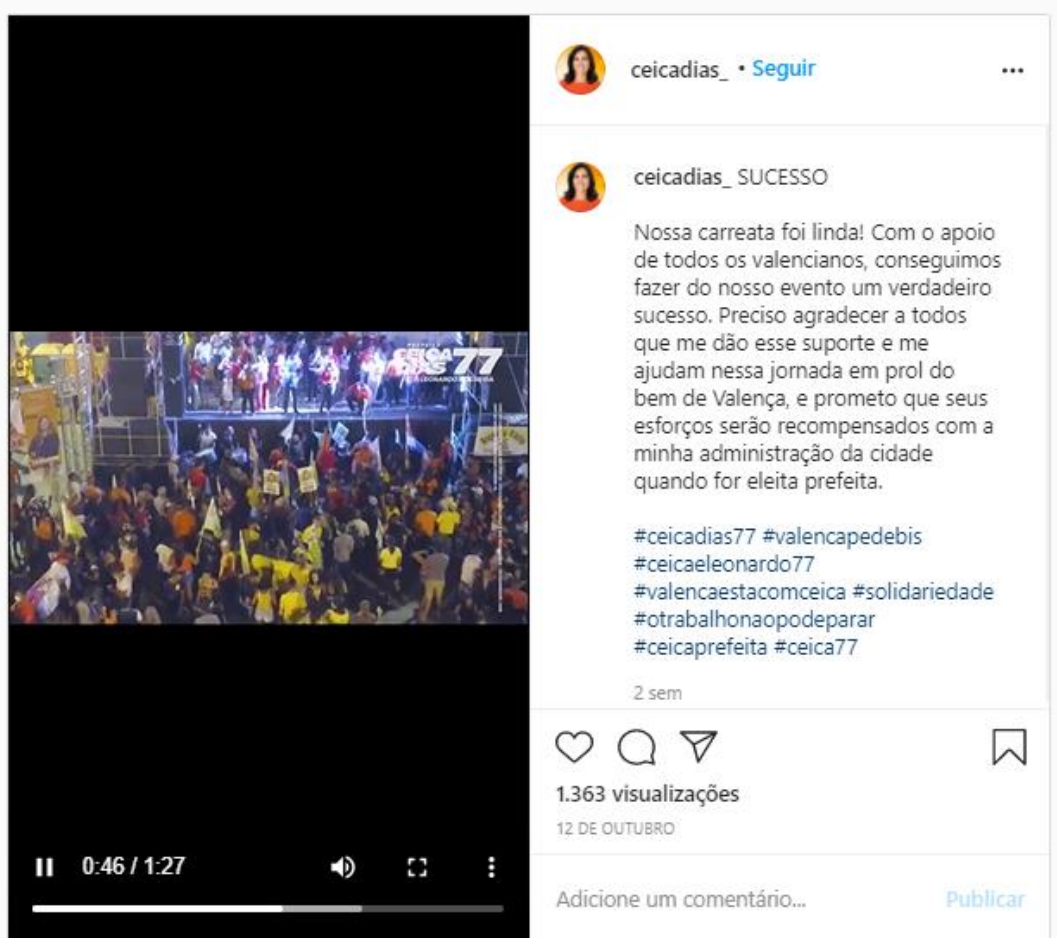 ceicadias_ • Seguir
ceicadias_ SUCESSO
Nossa carreata foi linda! Com o apoio
de todos os valencianos, conseguimos
fazer do nosso evento um verdadeiro
sucesso. Preciso agradecer a todos
que me dão esse suporte e me
ajudam nessa jornada em prol do
bem de Valença, e prometo que seus
esforços serão recompensados com a
minha administração da cidade
quando for eleita prefeita.
#ceicadias77 #valencapedebis
#ceicaeleonardo77
#valencaestacomceica #solidariedade
#otrabalhonaopodeparar
#ceicaprefeita #ceica77
2 sem
1.363 visualizações
12 DE OUTUBRO
Adicione um comentário... Publicar
77
0:46 / 1:27